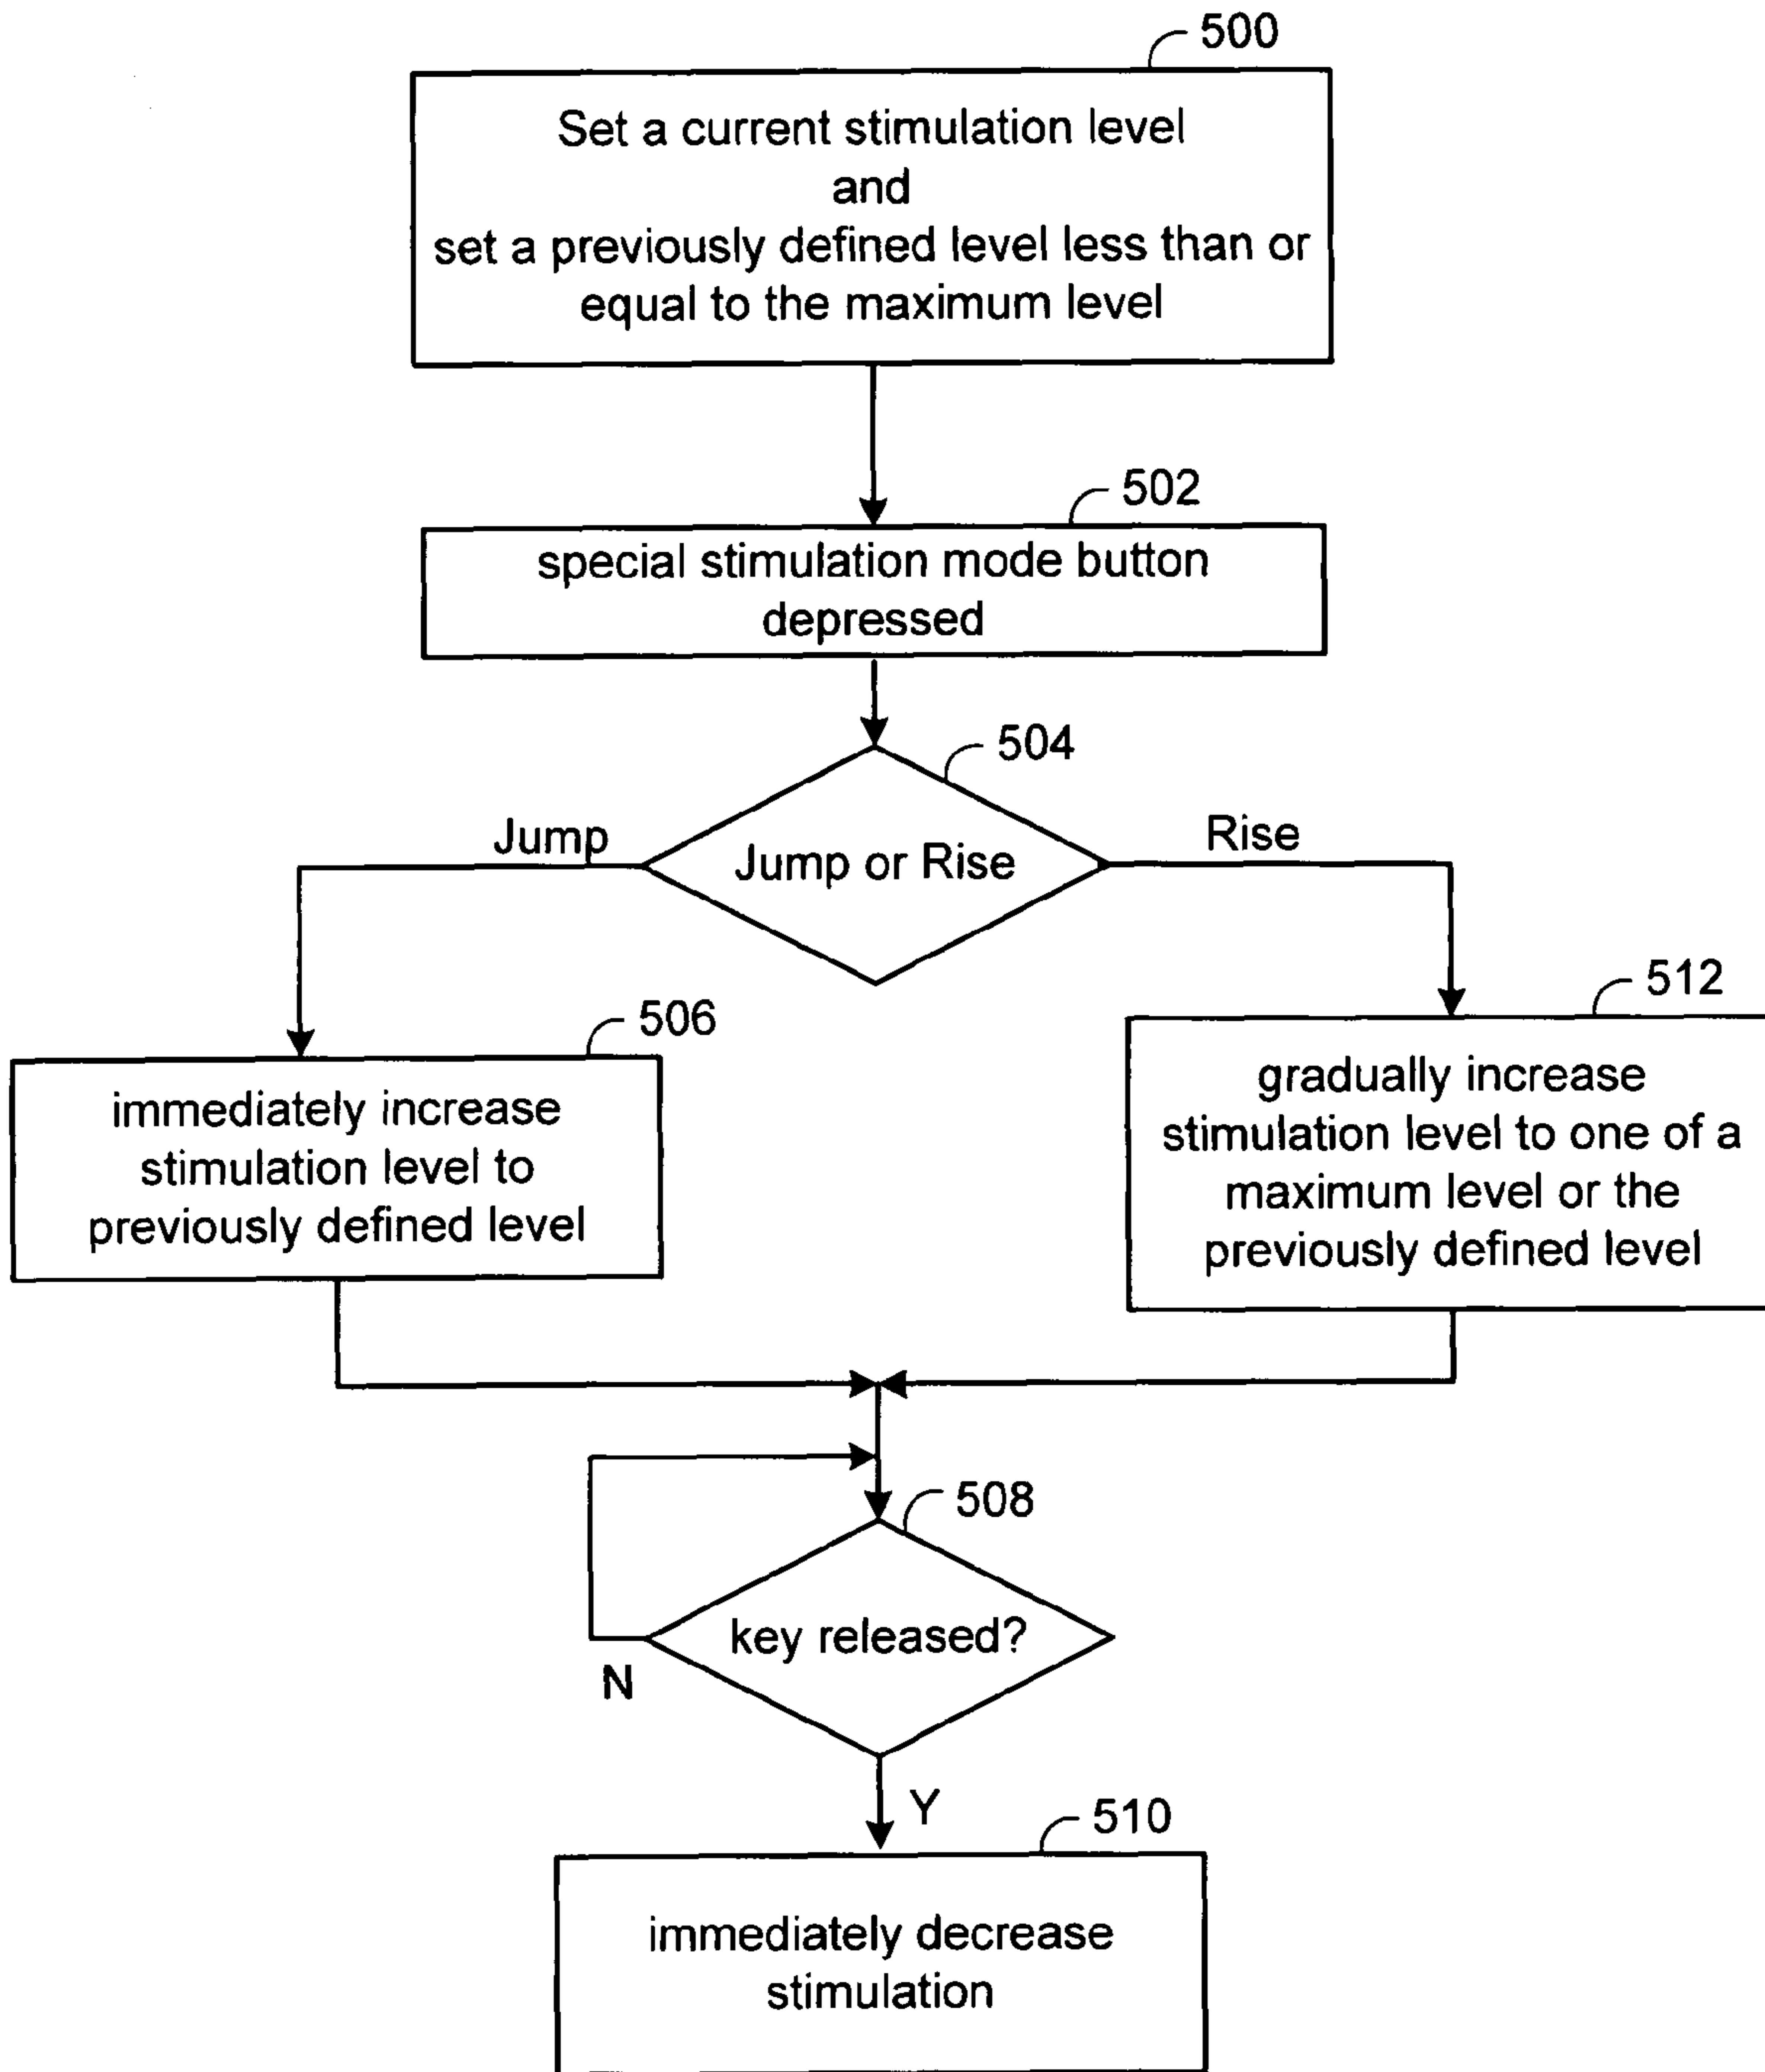 500
Set a current stimulation level
and
set a previously defined level less than or
equal to the maximum level
502
special stimulation mode button
depressed
504
Jump
Jump or Rise
Rise
506
immediately increase
stimulation level to
previously defined level
512
gradually increase
stimulation level to one of a
maximum level or the
previously defined level
508
key released?
N
Y
510
immediately decrease
stimulation